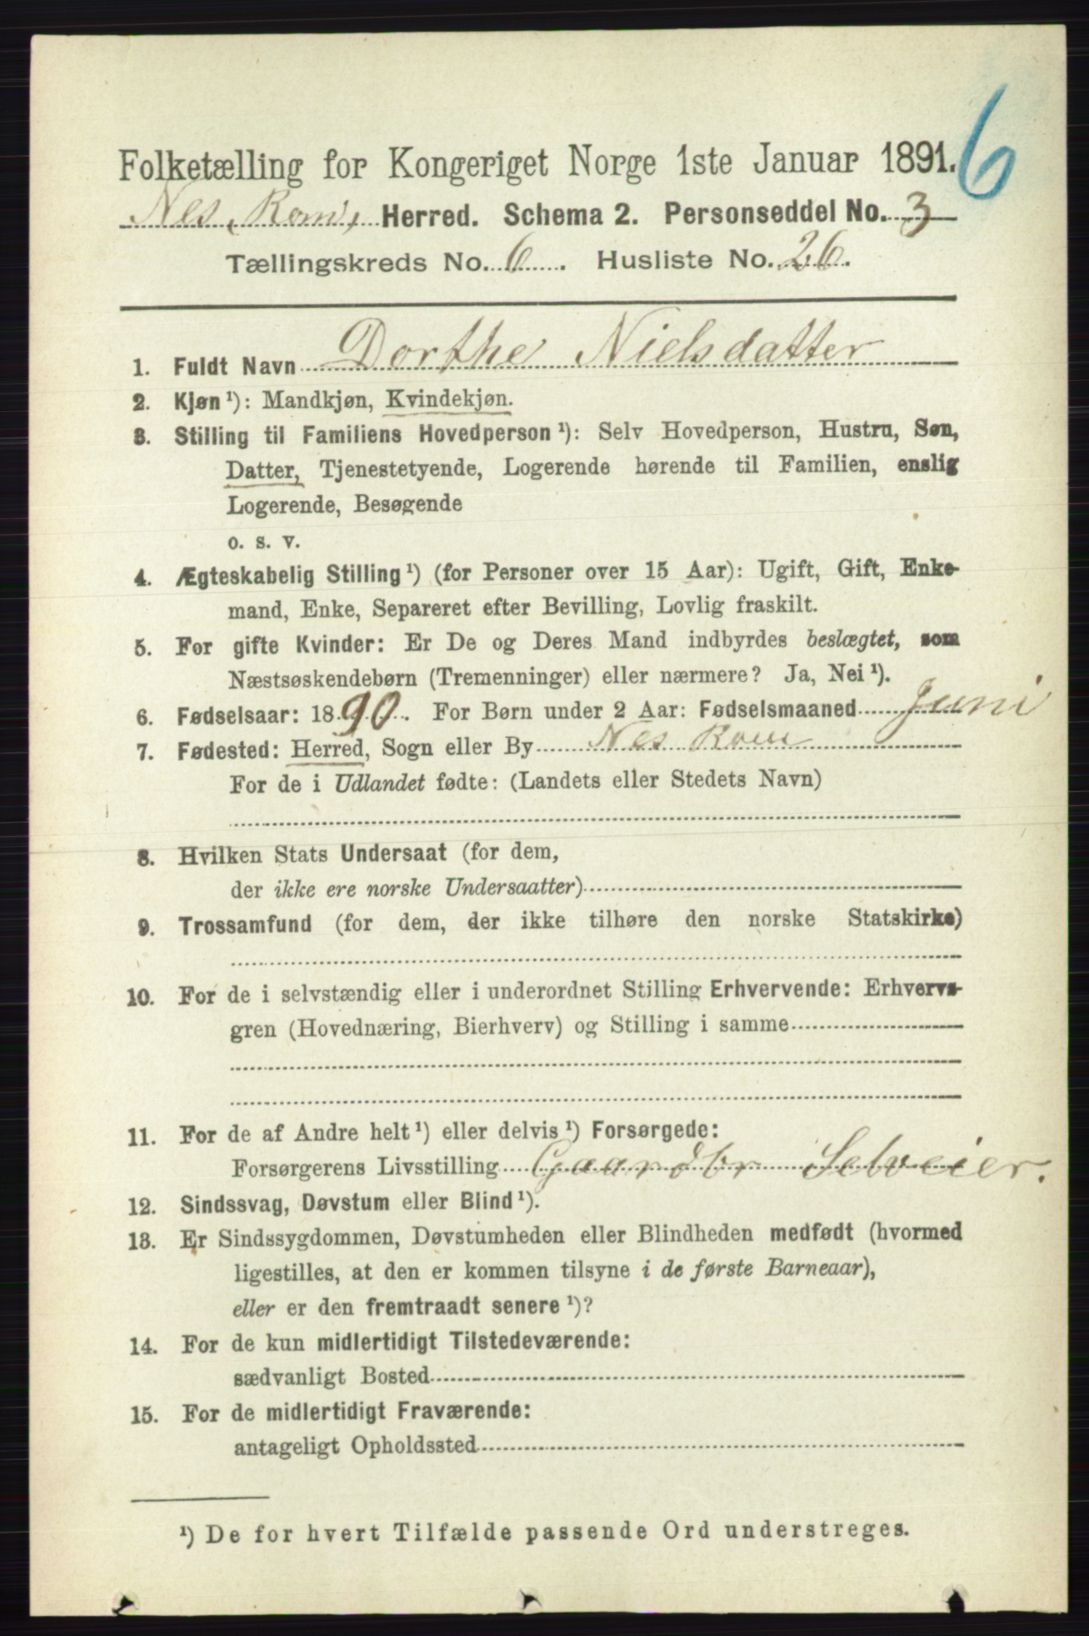 6
Folketælling for Kongeriget Norge 1ste Januar 1891.
Nes, Rom, Herred. Schema 2. Personseddel No. 3
Tællingskreds No. 6. Husliste No. 26.
1. Fuldt Navn Dorthe Nielsdatter
2. Kjøn ¹): Mandkjøn, Kvindekjøn.
3. Stilling til Familiens Hovedperson ¹): Selv Hovedperson, Hustru, Søn,
Datter, Tjenestetyende, Logerende hørende til Familien, enslig
Logerende, Besøgende
o. s. v.
4. Ægteskabelig Stilling ¹) (for Personer over 15 Aar): Ugift, Gift, Enke-
mand, Enke, Separeret efter Bevilling, Lovlig fraskilt.
5. For gifte Kvinder: Er De og Deres Mand indbyrdes beslægtet, som
Næstsøskendebørn (Tremenninger) eller nærmere? Ja, Nei ¹).
6. Fødselsaar: 1890. For Børn under 2 Aar: Fødselsmaaned Juni
7. Fødested: Herred, Sogn eller By Nes Rom
For de i Udlandet fødte: (Landets eller Stedets Navn)
8. Hvilken Stats Undersaat (for dem,
der ikke ere norske Undersaatter)
9. Trossamfund (for dem, der ikke tilhøre den norske Statskirke)
10. For de i selvstændig eller i underordnet Stilling Erhvervende: Erhvervs-
gren (Hovednæring, Bierhverv) og Stilling i samme
11. For de af Andre helt ¹) eller delvis ¹) Forsørgede:
Forsørgerens Livsstilling Gaardbr Selveier.
12. Sindssvag, Døvstum eller Blind ¹).
13. Er Sindssygdommen, Døvstumheden eller Blindheden medfødt (hvormed
ligestilles, at den er kommen tilsyne i de første Barneaar),
eller er den fremtraadt senere ¹)?
14. For de kun midlertidigt Tilstedeværende:
sædvanligt Bosted
15. For de midlertidigt Fraværende:
antageligt Opholdssted
¹) De for hvert Tilfælde passende Ord understreges.